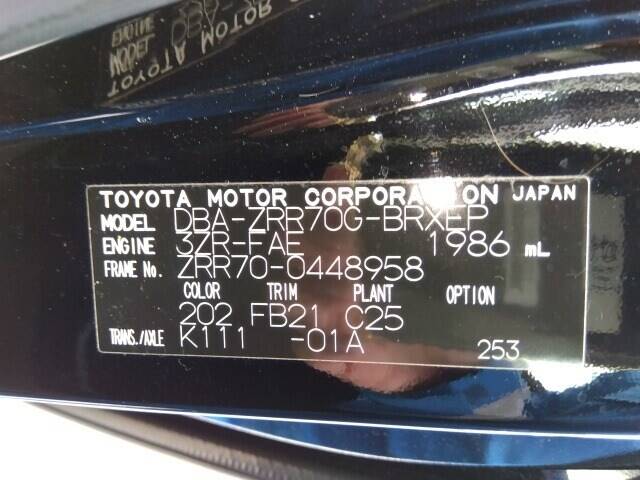 TOYOTA MOTOR CORPORATION JAPAN
MODEL DBA-ZRR70G-BRXEP
ENGINE 3ZR-FAE 1986 mL
FRAME No. ZRR70-0448958
COLOR TRIM PLANT OPTION
202 FB21 C25
TRANS./AXLE K111 -01A 253